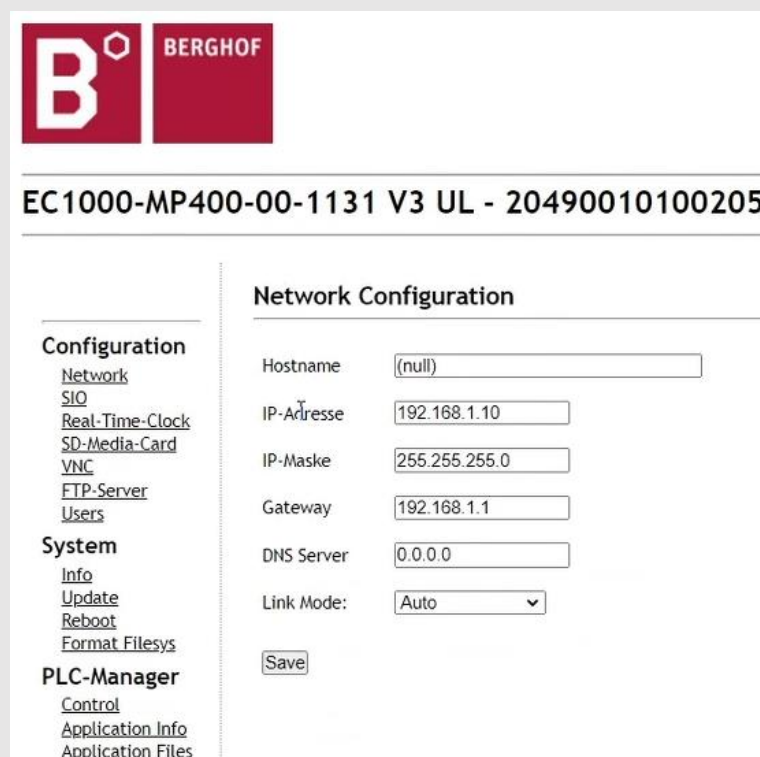 B
BERGHOF
EC1000-MP400-00-1131 V3 UL - 20490010100205
Configuration
Network
SIO
Real-Time-Clock
SD-Media-Card
VNC
FTP-Server
Users
System
Info
Update
Reboot
Format Filesys
PLC-Manager
Control
Application Info
Application Files
Network Configuration
Hostname (null)
IP-Adresse 192.168.1.10
IP-Maske 255.255.255.0
Gateway 192.168.1.1
DNS Server 0.0.0.0
Link Mode: Auto
Save